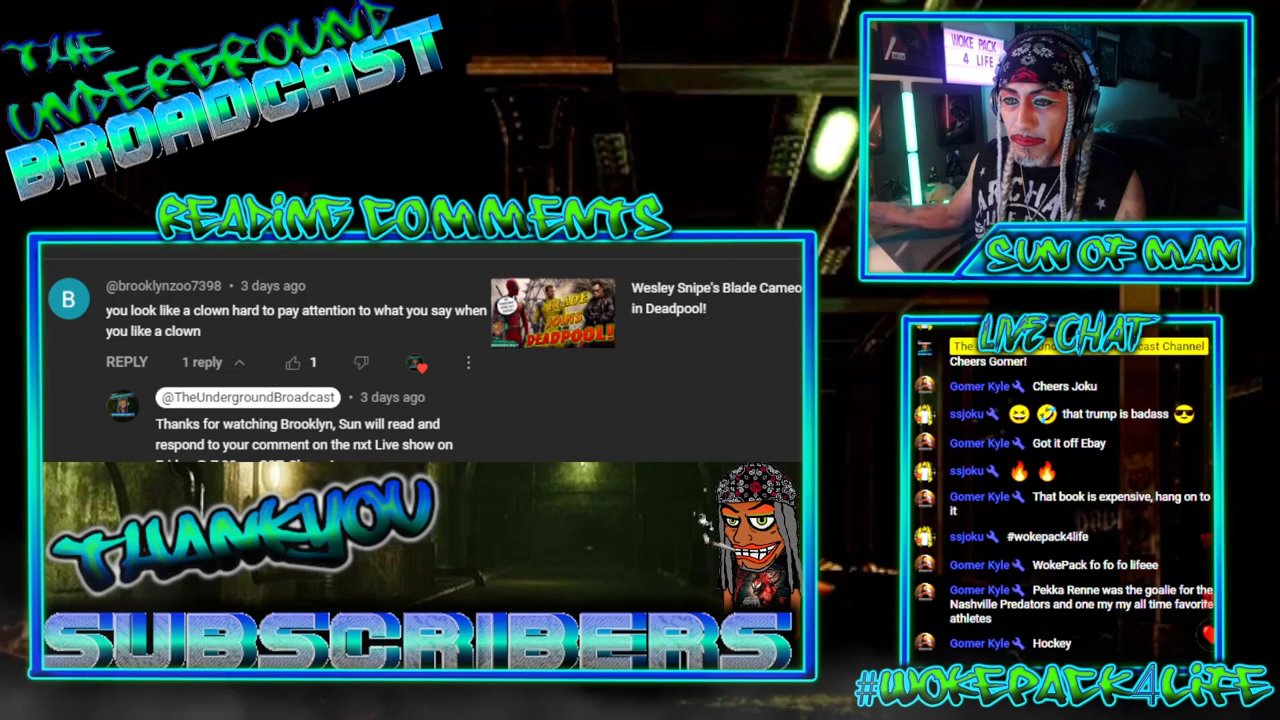 THE
UNDERGROUND
BROADCAST
READING COMMENTS
B
@brooklynzoo7398 • 3 days ago
you look like a clown hard to pay attention to what you say when
you like a clown
REPLY 1 reply 1
Wesley Snipe's Blade Cameo
in Deadpool!
BLADE
JOINS
DEADPOOL!
@TheUndergroundBroadcast • 3 days ago
Thanks for watching Brooklyn, Sun will read and
respond to your comment on the nxt Live show on
THANKYOU
SUBSCRIBERS
WOKE PACK
4 LIFE
SUN OF MAN
LIVE CHAT
The cast Channel
Cheers Gomer!
Gomer Kyle Cheers Joku
ssjoku 😆 🤣 that trump is badass 😎
Gomer Kyle Got it off Ebay
ssjoku 🔥 🔥
Gomer Kyle That book is expensive, hang on to
it
ssjoku #wokepack4life
Gomer Kyle WokePack fo fo fo lifeee
Gomer Kyle Pekka Renne was the goalie for the
Nashville Predators and one my my all time favorite
athletes
Gomer Kyle Hockey
#WOKEPACK4LIFE